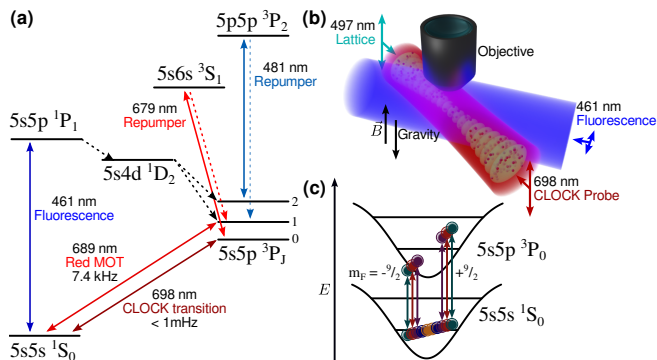 (a)
5p5p ³P₂
5s6s ³S₁
481 nm
Repumper
679 nm
Repumper
5s5p ¹P₁
5s4d ¹D₂
461 nm
Fluorescence
2
1
0
5s5p ³P_J
689 nm
Red MOT
7.4 kHz
698 nm
CLOCK transition
< 1mHz
5s5s ¹S₀
(b)
497 nm
Lattice
Objective
B⃗
Gravity
461 nm
Fluorescence
698 nm
CLOCK Probe
(c)
E
5s5p ³P₀
m_F = -⁹/₂
+⁹/₂
5s5s ¹S₀